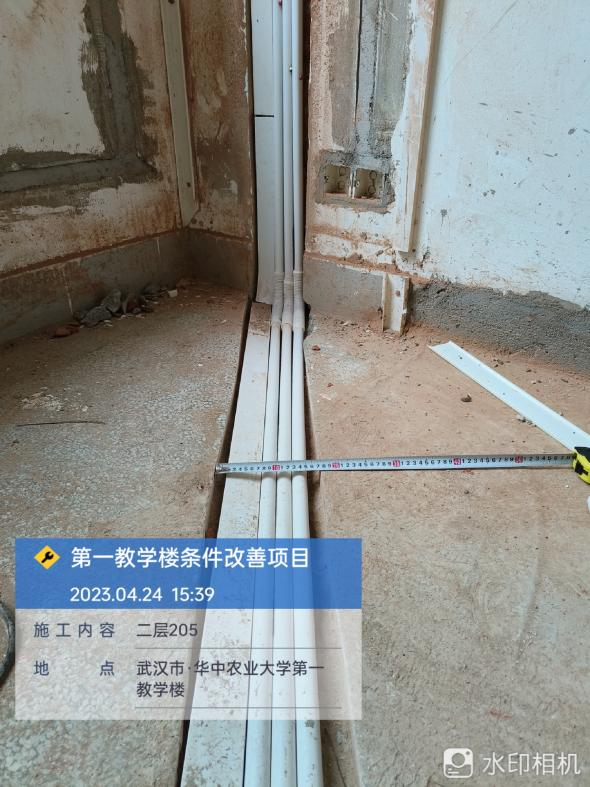 第一教学楼条件改善项目
2023.04.24 15:39
施工内容 二层205
地点 武汉市·华中农业大学第一
教学楼
水印相机